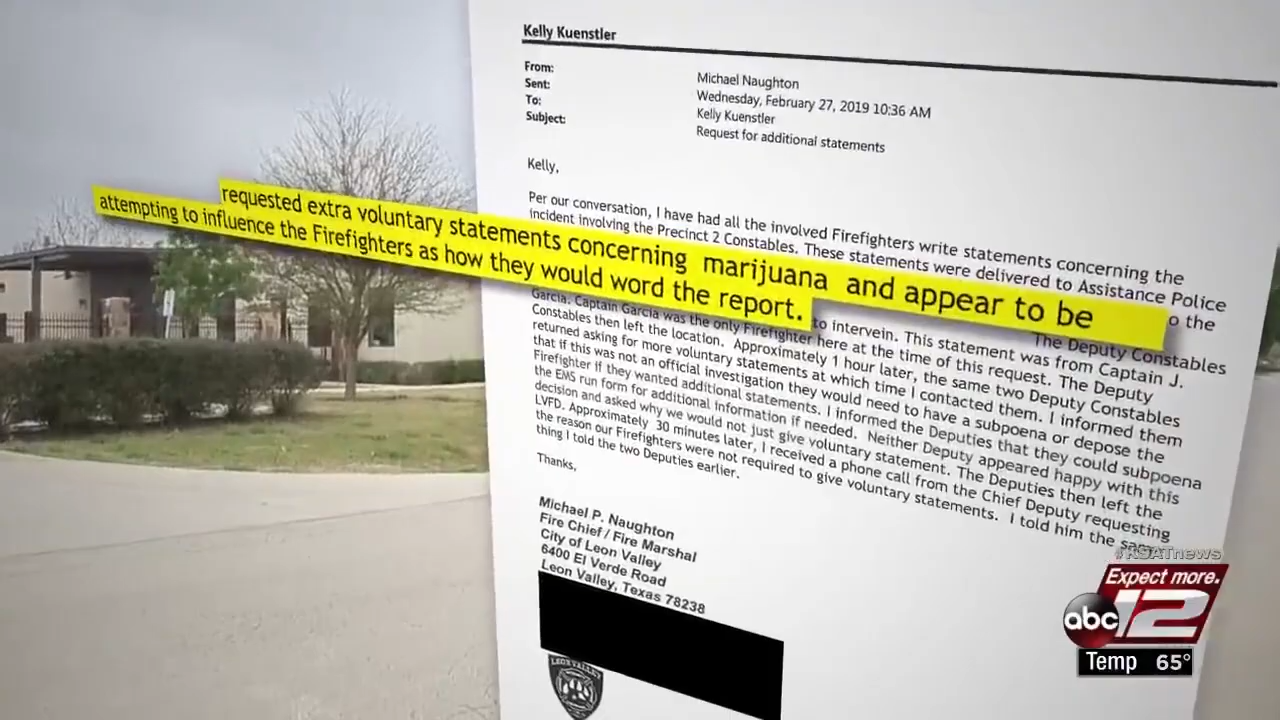 Kelly Kuenstler
From: Michael Naughton
Sent: Wednesday, February 27, 2019 10:36 AM
To: Kelly Kuenstler
Subject: Request for additional statements
Kelly,
Per our conversation, I have had all the involved Firefighters write statements concerning the
incident involving the Precinct 2 Constables. These statements were delivered to Assistance Police
requested extra voluntary statements concerning marijuana and appear to be
attempting to influence the Firefighters as how they would word the report.
o the
The Deputy Constables
to intervein. This statement was from Captain J.
Garcia. Captain Garcia was the only Firefighter here at the time of this request. The Deputy
Constables then left the location. Approximately 1 hour later, the same two Deputy Constables
returned asking for more voluntary statements at which time I contacted them. I informed them
that if this was not an official investigation they would need to have a subpoena or depose the
Firefighter if they wanted additional statements. I informed the Deputies that they could subpoena
the EMS run form for additional information if needed. Neither Deputy appeared happy with this
decision and asked why we would not just give voluntary statement. The Deputies then left the
LVFD. Approximately 30 minutes later, I received a phone call from the Chief Deputy requesting
the reason our Firefighters were not required to give voluntary statements. I told him the same
thing I told the two Deputies earlier.
Thanks,
Michael P. Naughton
Fire Chief / Fire Marshal
City of Leon Valley
6400 El Verde Road
Leon Valley, Texas 78238
LEON VALLEY
#KSATnews
Expect more.
abc 12
Temp 65°